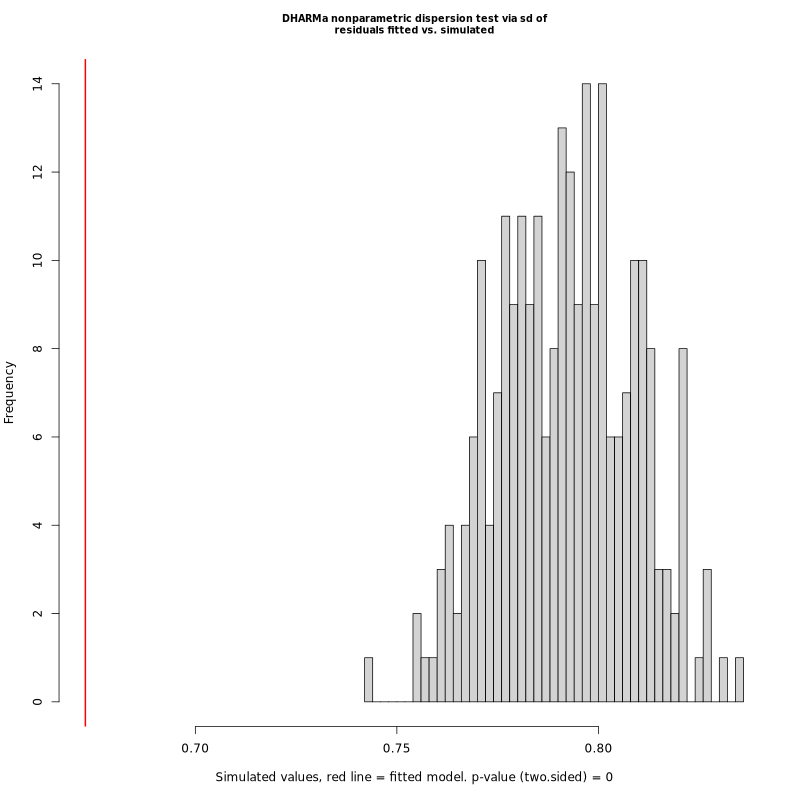 DHARMa nonparametric dispersion test via sd of
residuals fitted vs. simulated
Frequency
14
12
10
8
6
4
2
0
0.70 0.75 0.80
Simulated values, red line = fitted model. p-value (two.sided) = 0